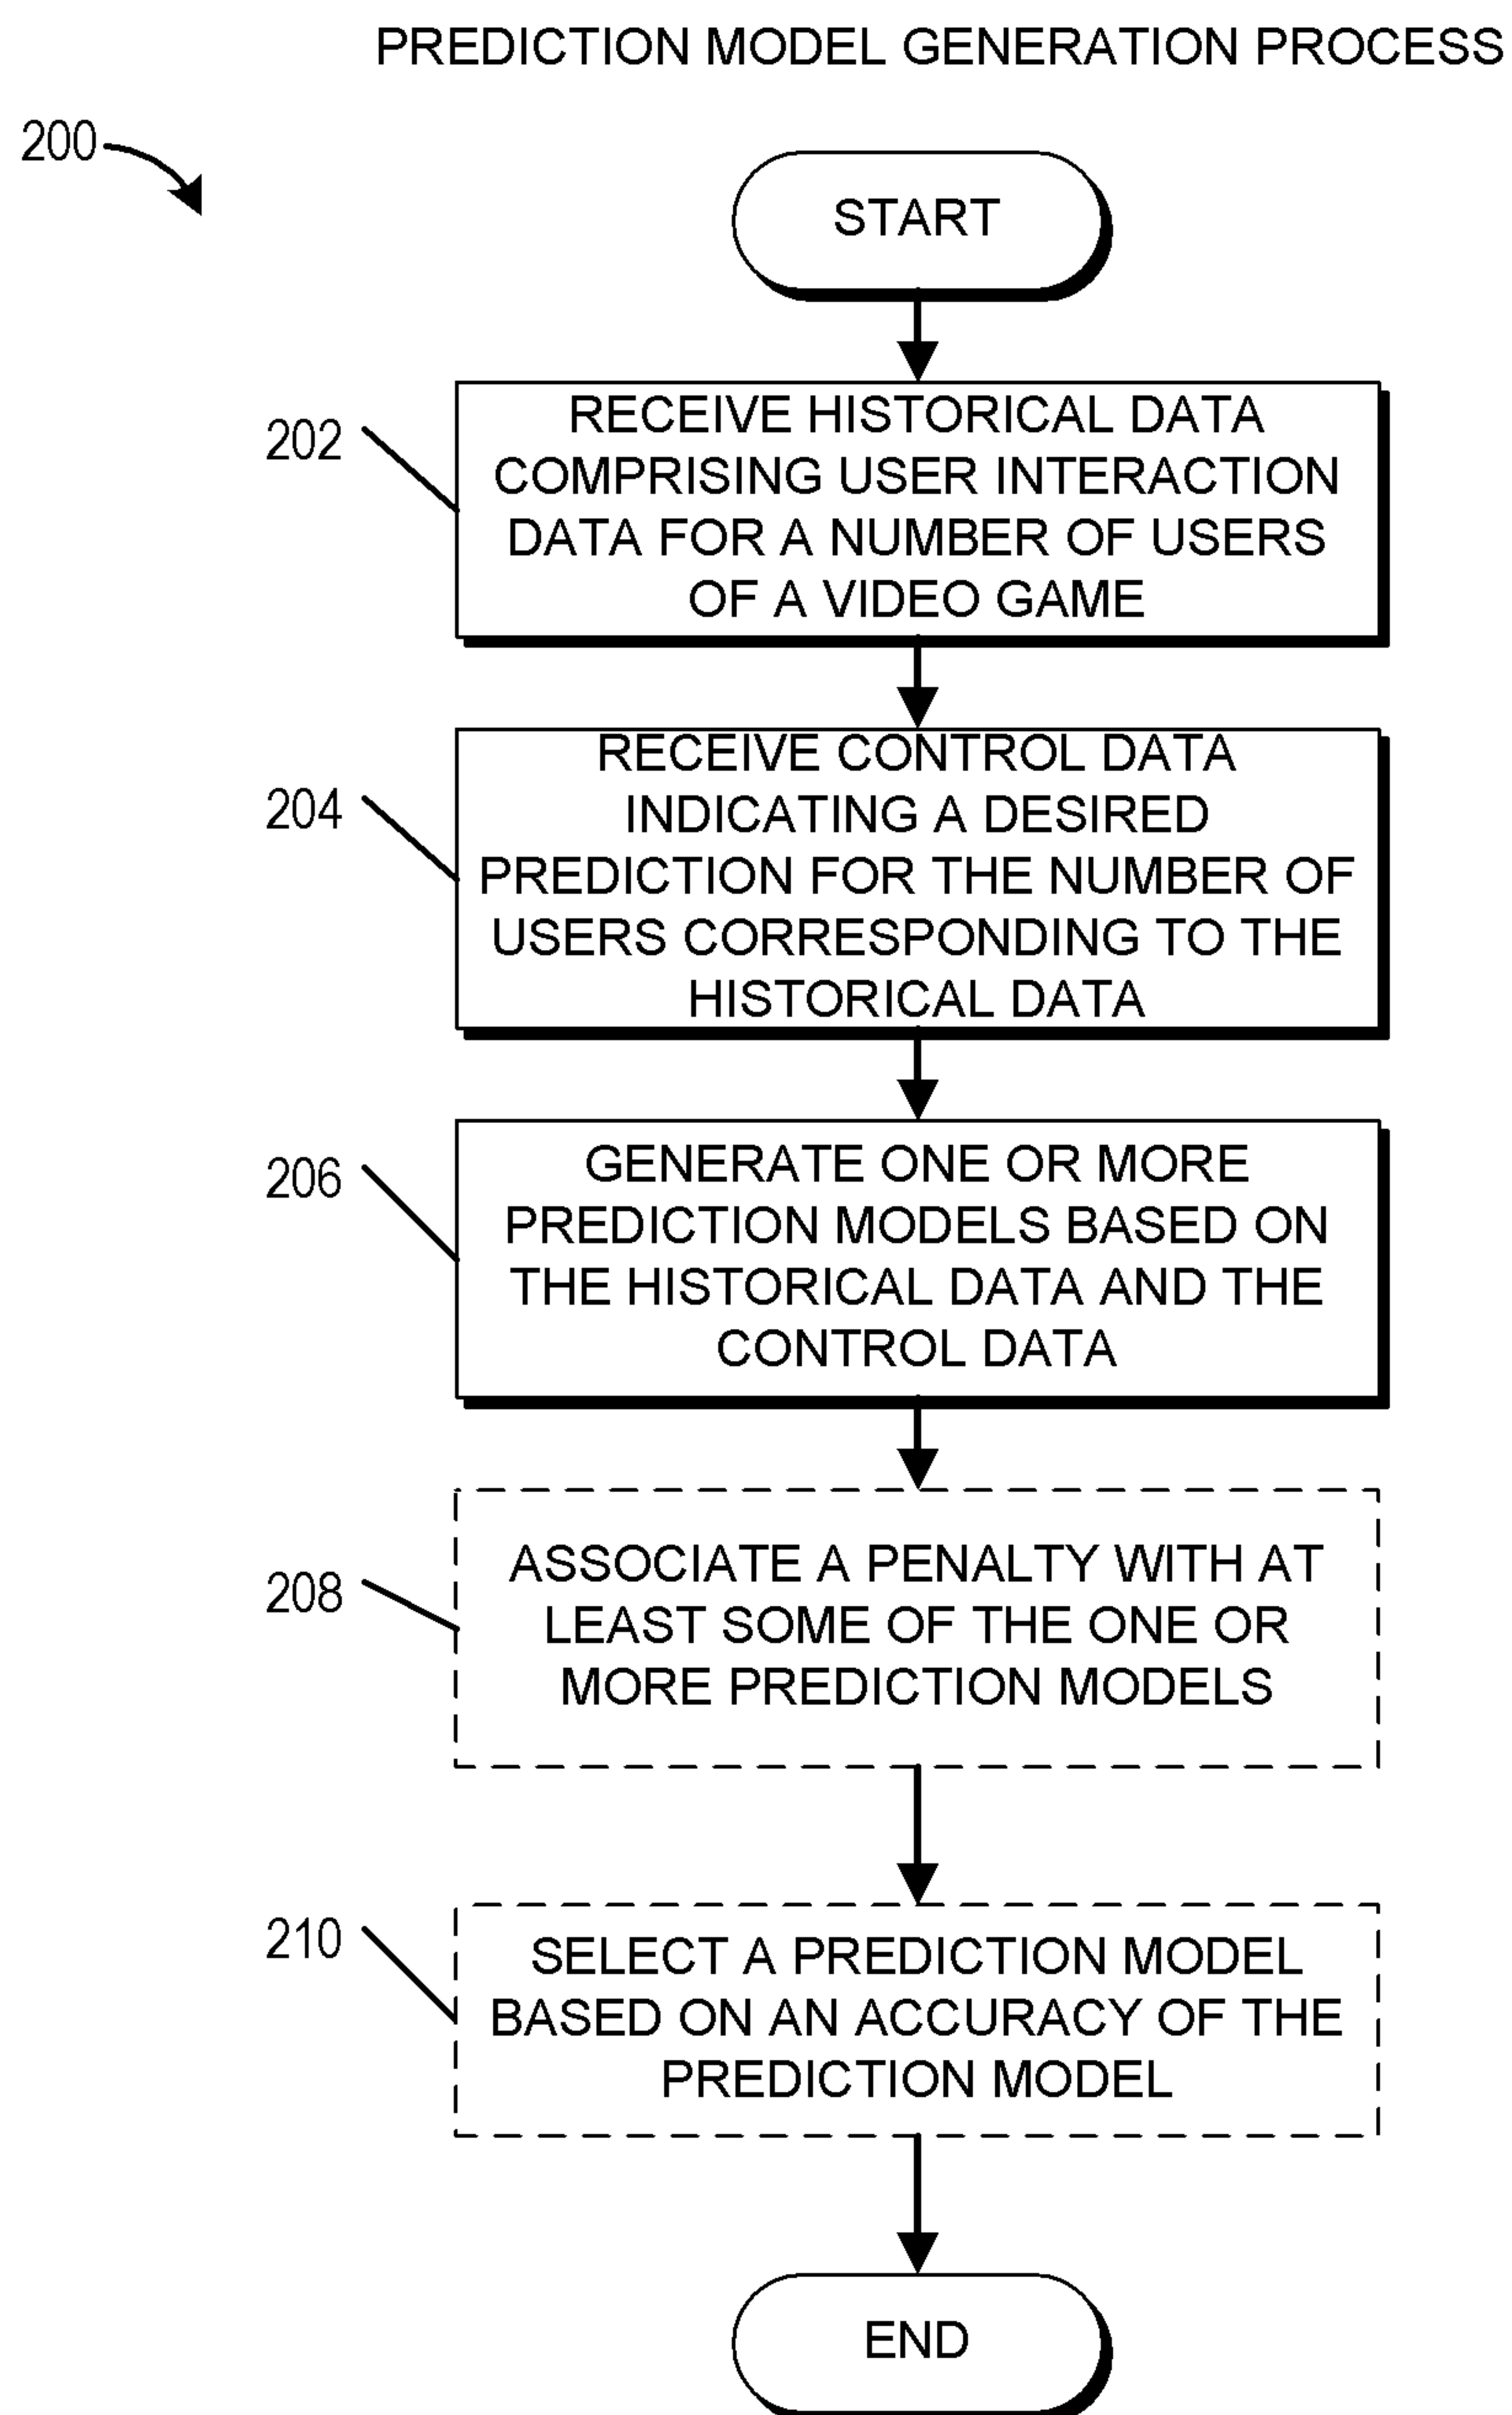 PREDICTION MODEL GENERATION PROCESS
200
START
202
RECEIVE HISTORICAL DATA
COMPRISING USER INTERACTION
DATA FOR A NUMBER OF USERS
OF A VIDEO GAME
204
RECEIVE CONTROL DATA
INDICATING A DESIRED
PREDICTION FOR THE NUMBER OF
USERS CORRESPONDING TO THE
HISTORICAL DATA
206
GENERATE ONE OR MORE
PREDICTION MODELS BASED ON
THE HISTORICAL DATA AND THE
CONTROL DATA
208
ASSOCIATE A PENALTY WITH AT
LEAST SOME OF THE ONE OR
MORE PREDICTION MODELS
210
SELECT A PREDICTION MODEL
BASED ON AN ACCURACY OF THE
PREDICTION MODEL
END